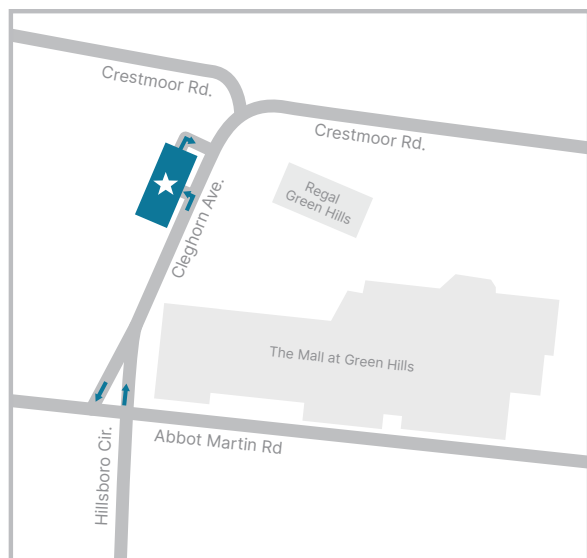 Crestmoor Rd.
Crestmoor Rd.
Regal
Green Hills
Cleghorn Ave.
The Mall at Green Hills
Abbot Martin Rd
Hillsboro Cir.